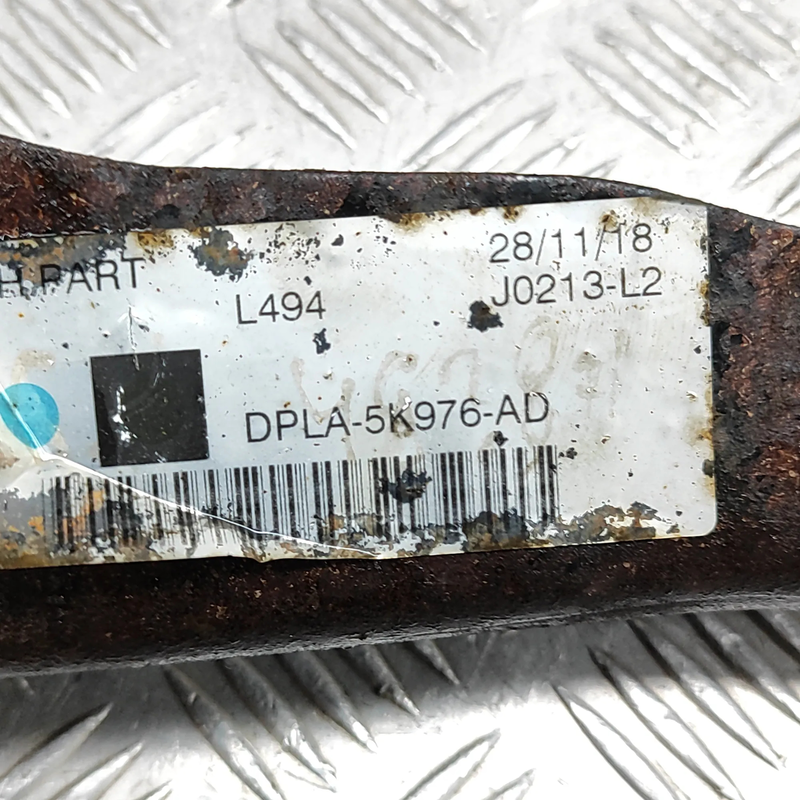 28/11/18
H PART
L494
J0213-L2
DPLA-5K976-AD